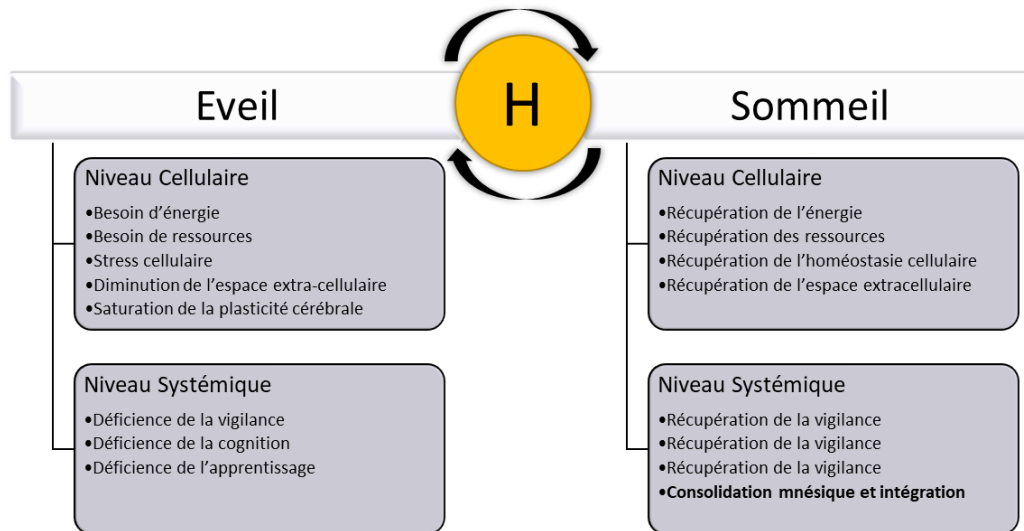 Eveil
H
Sommeil
Niveau Cellulaire
•Besoin d’énergie
•Besoin de ressources
•Stress cellulaire
•Diminution de l’espace extra-cellulaire
•Saturation de la plasticité cérébrale
Niveau Systémique
•Déficience de la vigilance
•Déficience de la cognition
•Déficience de l’apprentissage
Niveau Cellulaire
•Récupération de l’énergie
•Récupération des ressources
•Récupération de l’homéostasie cellulaire
•Récupération de l’espace extracellulaire
Niveau Systémique
•Récupération de la vigilance
•Récupération de la vigilance
•Récupération de la vigilance
•Consolidation mnésique et intégration